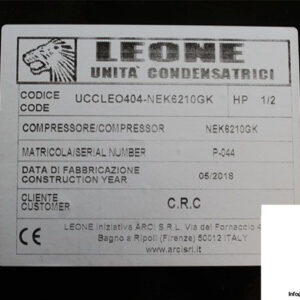 LEONE
UNITA' CONDENSATRICI
CODICE
CODE
UCCLEO404-NEK6210GK
HP 1/2
COMPRESSORE/COMPRESSOR NEK6210GK
MATRICOLA/SERIAL NUMBER P-044
DATA DI FABBRICAZIONE
CONSTRUCTION YEAR
05/2018
CLIENTE
CUSTOMER
C.R.C
LEONE Iniziativa ARCI S.R.L. Via del Fornaccio 4
Bagno a Ripoli (Firenze) 50012 ITALY
www.arcisrl.it
CE